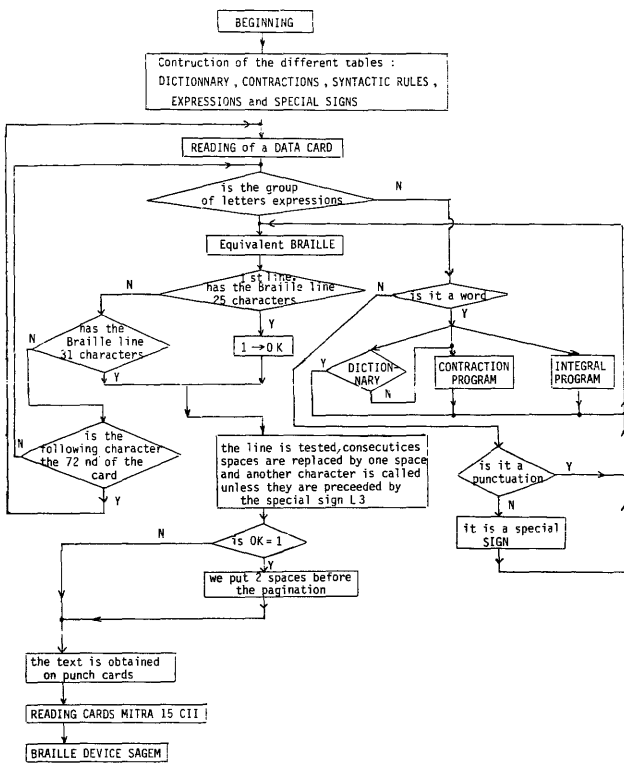 BEGINNING
Contruction of the different tables :
DICTIONNARY, CONTRACTIONS, SYNTACTIC RULES,
EXPRESSIONS and SPECIAL SIGNS
READING of a DATA CARD
is the group
of letters expressions
N
Equivalent BRAILLE
1 st line.
has the Braille line
25 characters
N
Y
1 → O K
has the
Braille line
31 characters
N
Y
is the
following character
the 72 nd of the
card
N
Y
is it a word
N
Y
DICTION-
NARY
Y
N
CONTRACTION
PROGRAM
INTEGRAL
PROGRAM
the line is tested, consecutices
spaces are replaced by one space
and another character is called
unless they are preceeded by
the special sign L 3
is it a
punctuation
Y
N
it is a special
SIGN
is OK = 1
N
Y
we put 2 spaces before
the pagination
the text is obtained
on punch cards
READING CARDS MITRA 15 CII
BRAILLE DEVICE SAGEM